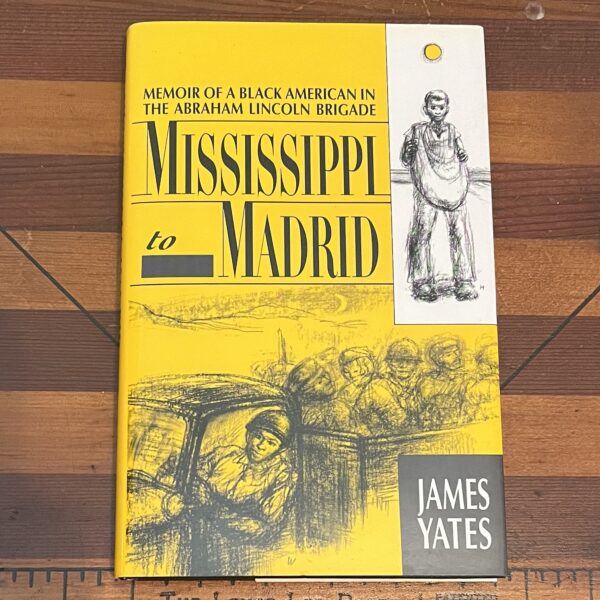 MEMOIR OF A BLACK AMERICAN IN
THE ABRAHAM LINCOLN BRIGADE
MISSISSIPPI
to MADRID
JAMES
YATES